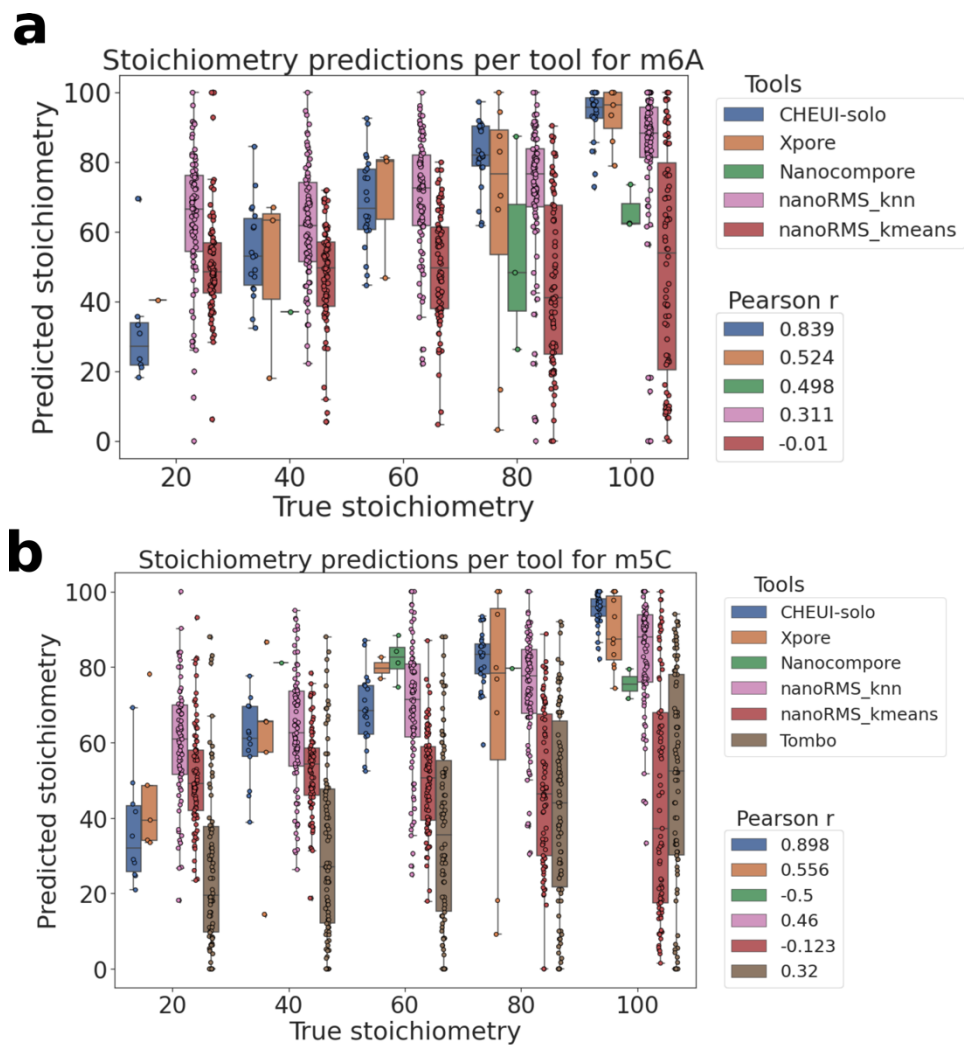 a
Stoichiometry predictions per tool for m6A
Predicted stoichiometry
100
80
60
40
20
0
20 40 60 80 100
True stoichiometry
Tools
CHEUI-solo
Xpore
Nanocompore
nanoRMS_knn
nanoRMS_kmeans
Pearson r
0.839
0.524
0.498
0.311
-0.01
b
Stoichiometry predictions per tool for m5C
Predicted stoichiometry
100
80
60
40
20
0
20 40 60 80 100
True stoichiometry
Tools
CHEUI-solo
Xpore
Nanocompore
nanoRMS_knn
nanoRMS_kmeans
Tombo
Pearson r
0.898
0.556
-0.5
0.46
-0.123
0.32